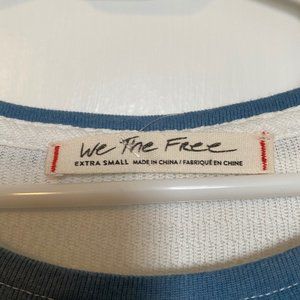 We The Free
EXTRA SMALL MADE IN CHINA / FABRIQUÉ EN CHINE